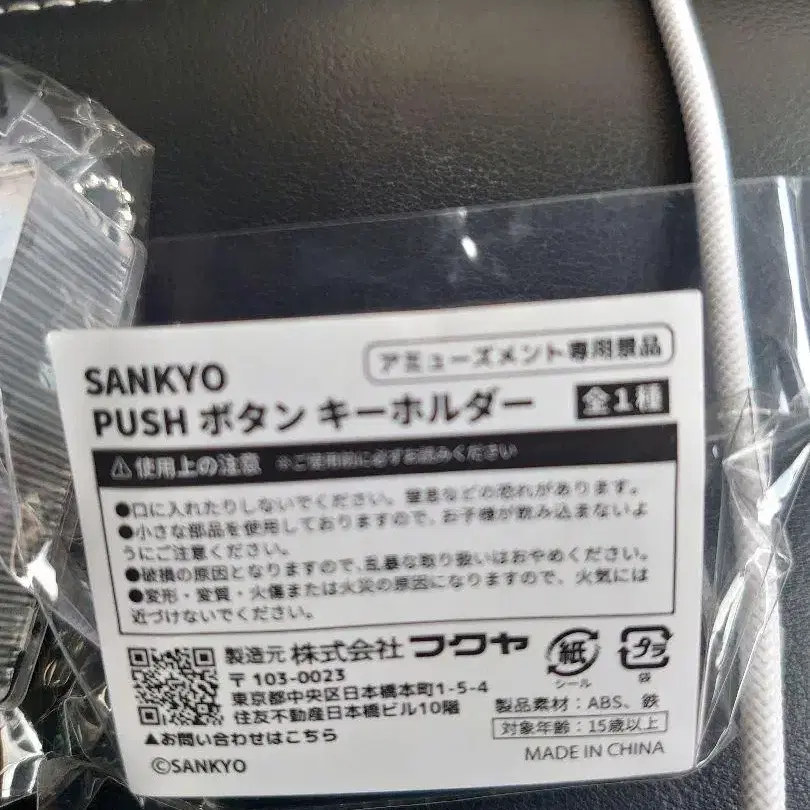 アミューズメント専用景品
SANKYO
PUSH ボタン キーホルダー 全1種
⚠使用上の注意 ※ご使用前に必ずお読みください
●口に入れたりしないでください。窒息などの恐れがあります。
●小さな部品を使用しておりますので、お子様が飲み込まないよ
うにご注意ください。
●破損の原因となりますので、乱暴な取り扱いはおやめください。
●変形・変質・火傷または火災の原因になりますので、火気には
近づけないでください。
製造元 株式会社 フクヤ
〒103-0023
東京都中央区日本橋本町1-5-4
住友不動産日本橋ビル10階
▲お問い合わせはこちら
©SANKYO
紙
シール
プラ
袋
製品素材：ABS、鉄
対象年齢：15歳以上
MADE IN CHINA